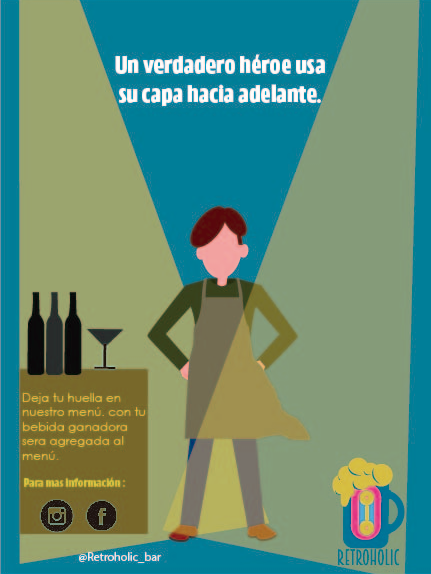 Un verdadero héroe usa
su capa hacia adelante.
Deja tu huella en
nuestro menú. con tu
bebida ganadora
sera agregada al
menú.
Para mas información :
@Retroholic_bar
RETROHOLIC